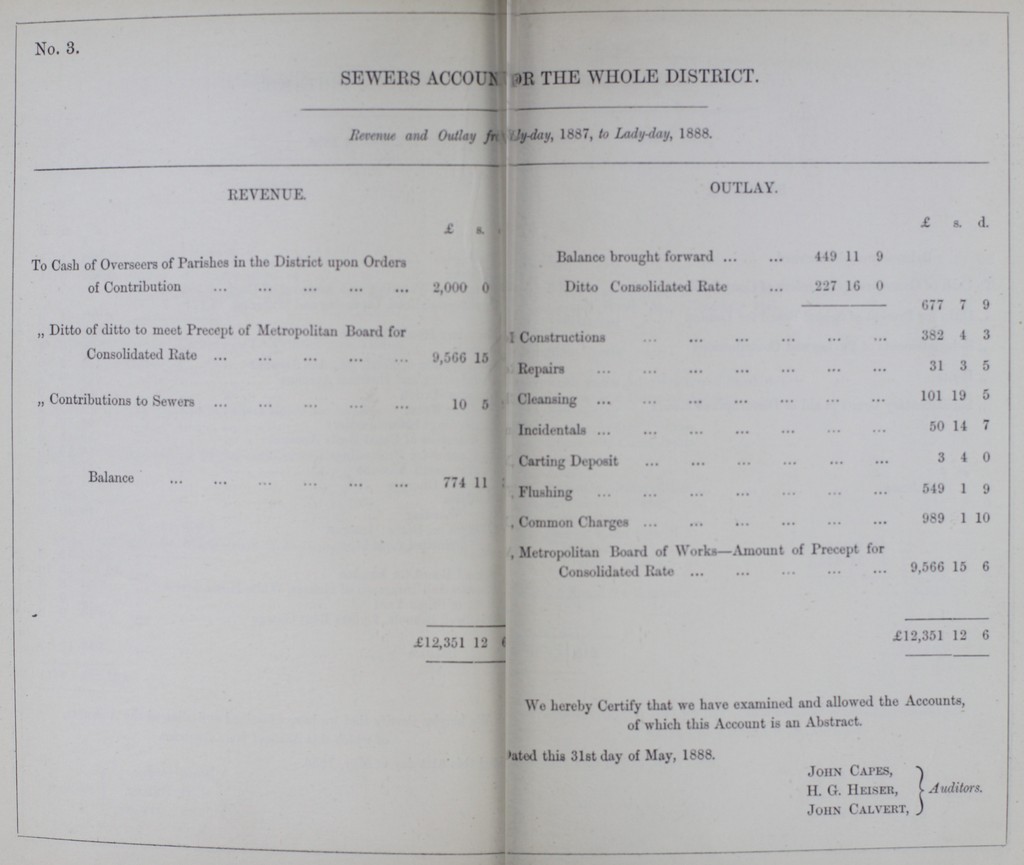 No. 3.
SEWERS ACCOUN OR THE WHOLE DISTRICT.
Revenue and Outlay fr dy-day, 1887, to Lady-day, 1888.
REVENUE.
£ s.
To Cash of Overseers of Parishes in the District upon Orders
of Contribution ... ... ... ... ... 2,000 0
„ Ditto of ditto to meet Precept of Metropolitan Board for
Consolidated Rate ... ... ... ... ... 9,566 15
„ Contributions to Sewers ... ... ... ... ... 10 5
Balance ... ... ... ... ... ... 774 11
£12,351 12 6
OUTLAY.
£ s. d.
Balance brought forward ... ... 449 11 9
Ditto Consolidated Rate ... 227 16 0
677 7 9
Constructions ... ... ... ... ... ... 382 4 3
Repairs ... ... ... ... ... ... ... 31 3 5
Cleansing ... ... ... ... ... ... ... 101 19 5
Incidentals ... ... ... ... ... ... ... 50 14 7
Carting Deposit ... ... ... ... ... ... 3 4 0
Flushing ... ... ... ... ... ... ... 549 1 9
Common Charges ... ... ... ... ... ... 989 1 10
Metropolitan Board of Works—Amount of Precept for
Consolidated Rate ... ... ... ... ... 9,566 15 6
£12,351 12 6
We hereby Certify that we have examined and allowed the Accounts,
of which this Account is an Abstract.
ated this 31st day of May, 1888.
JOHN CAPES,
H. G. HEISER, } Auditors.
JOHN CALVERT,